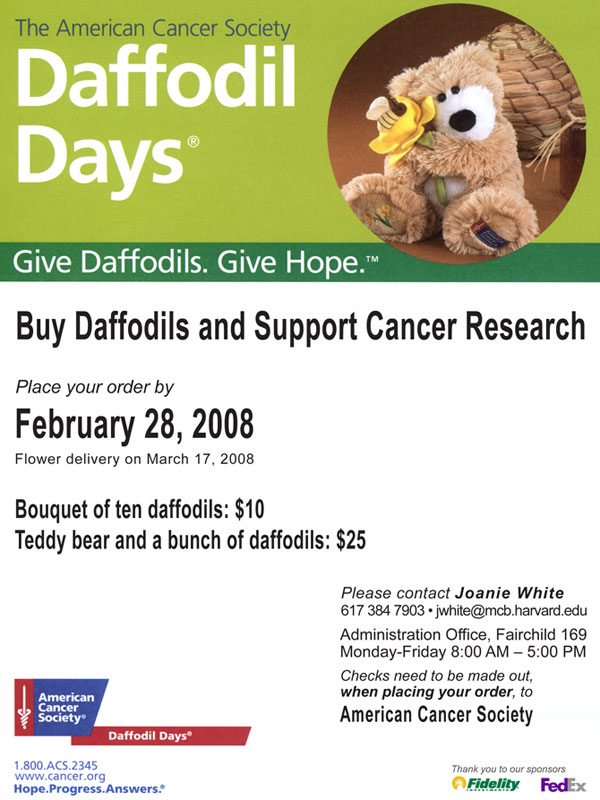 The American Cancer Society
Daffodil
Days®
Give Daffodils. Give Hope.™
Buy Daffodils and Support Cancer Research
Place your order by
February 28, 2008
Flower delivery on March 17, 2008
Bouquet of ten daffodils: $10
Teddy bear and a bunch of daffodils: $25
Please contact Joanie White
617 384 7903 • jwhite@mcb.harvard.edu
Administration Office, Fairchild 169
Monday-Friday 8:00 AM – 5:00 PM
Checks need to be made out,
when placing your order, to
American Cancer Society
American
Cancer
Society®
Daffodil Days®
1.800.ACS.2345
www.cancer.org
Hope.Progress.Answers.®
Thank you to our sponsors
Fidelity
INVESTMENTS
FedEx